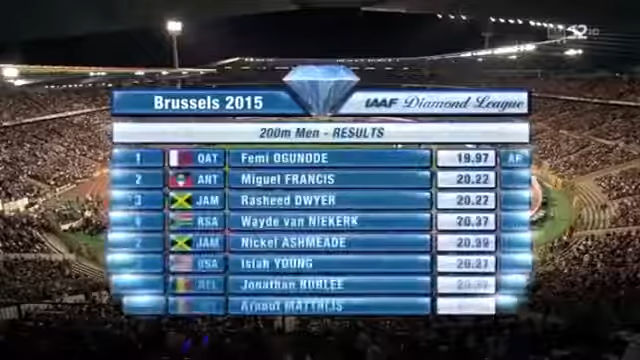 Brussels 2015 IAAF Diamond League
200m Men - RESULTS
1 QAT Femi OGUNODE 19.97 AR
2 ANT Miguel FRANCIS 20.22
3 JAM Rasheed DWYER 20.27
RSA Wayde van NIEKERK 20.37
JAM Nickel ASHMEADE
USA Isiah YOUNG
Jonathan
Arnout